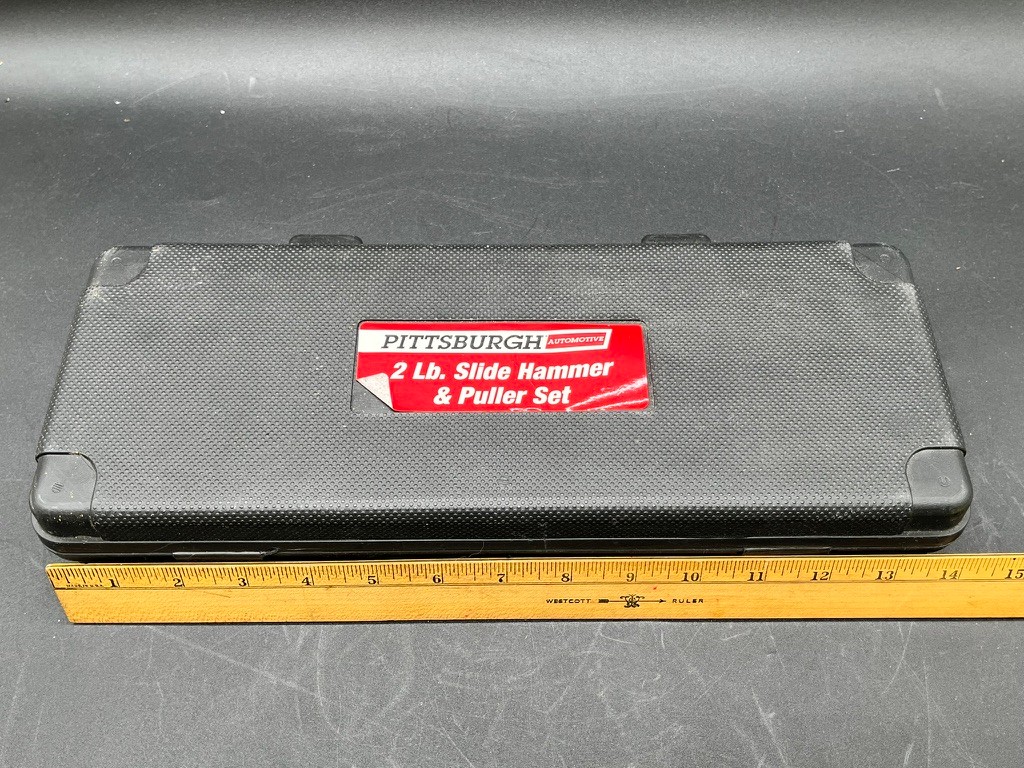 PITTSBURGH AUTOMOTIVE
2 Lb. Slide Hammer
& Puller Set
1 2 3 4 5 6 7 8 9 10 11 12 13 14 15
WESTCOTT RULER